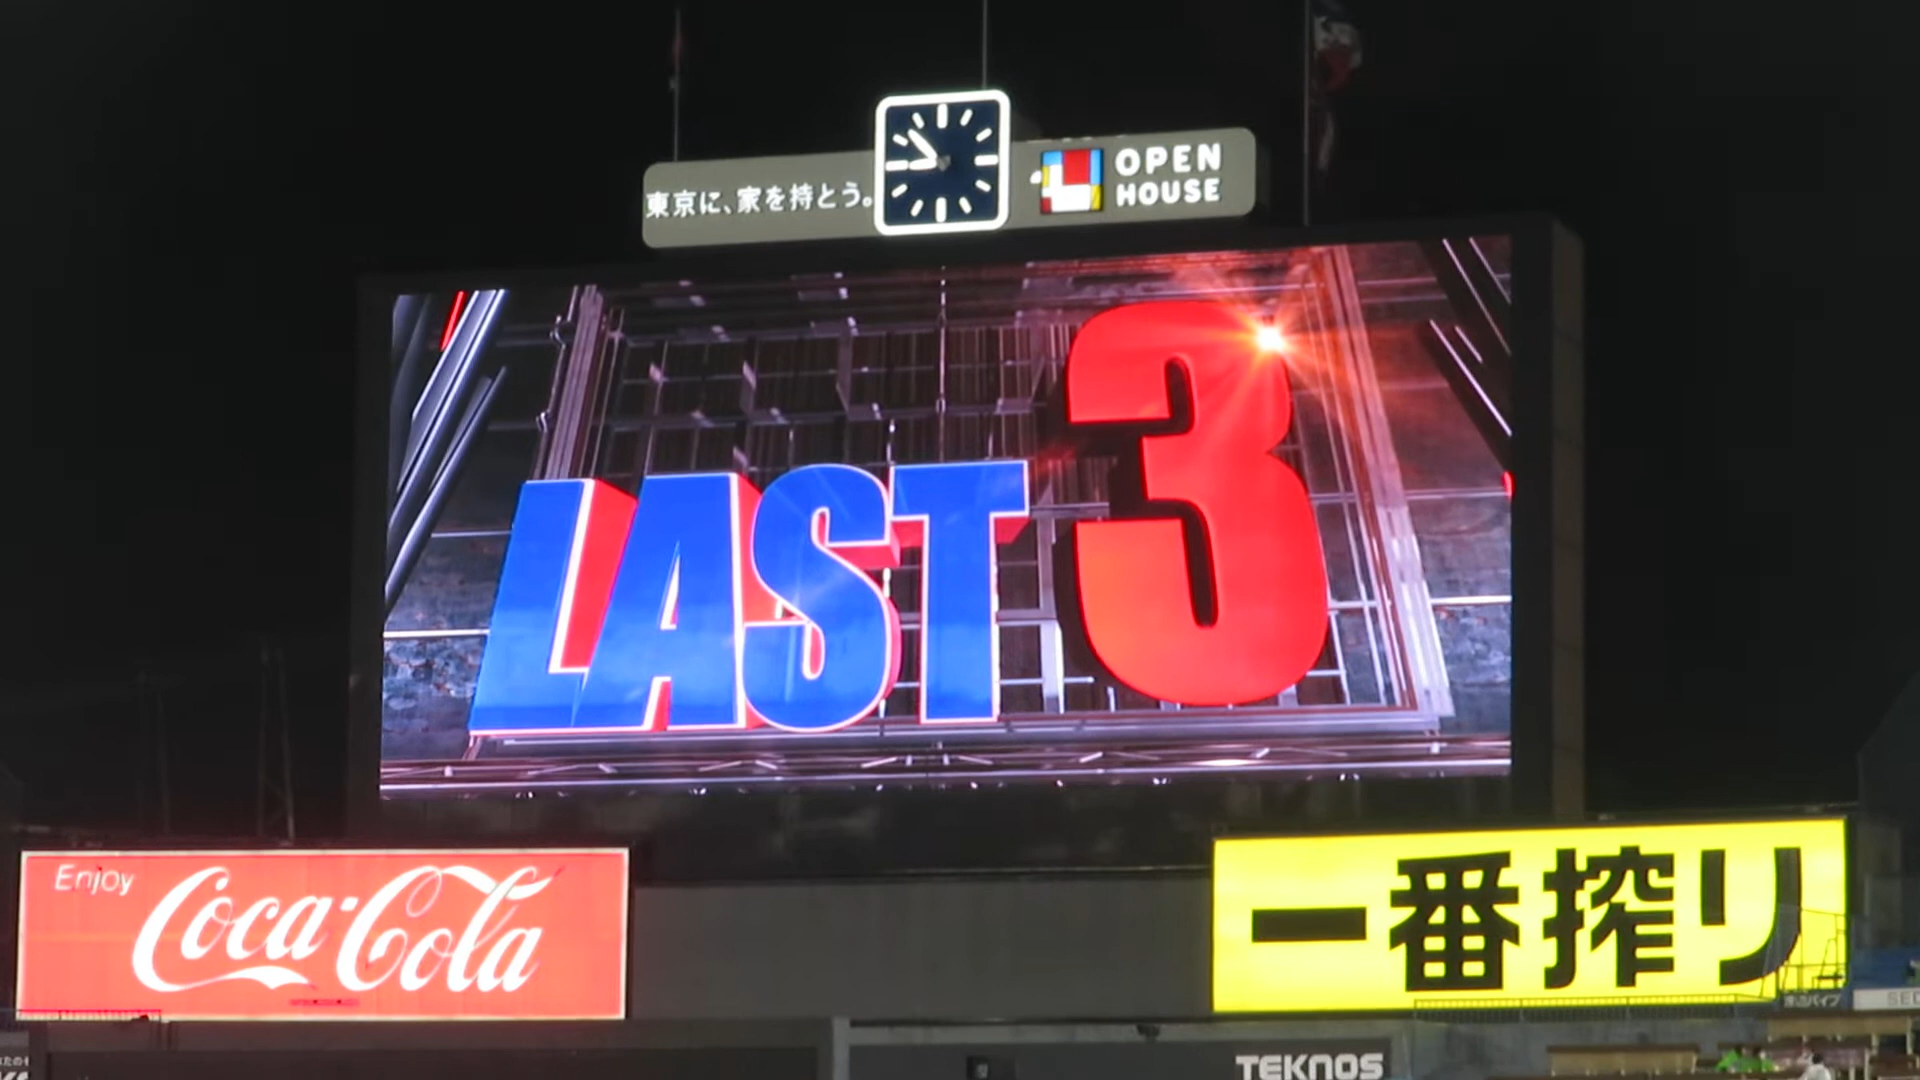 東京に、家を持とう。
OPEN
HOUSE
LAST 3
Enjoy
Coca-Cola
一番搾り
TEKNOS